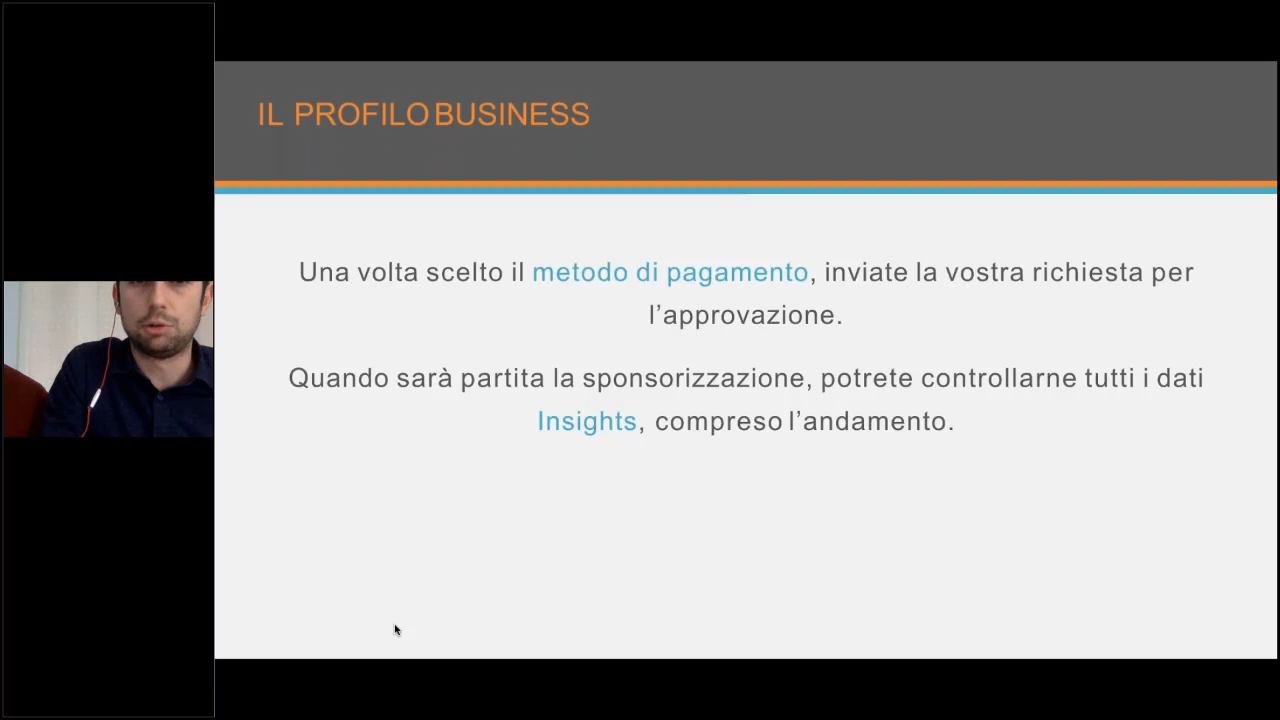 IL PROFILO BUSINESS
Una volta scelto il metodo di pagamento, inviate la vostra richiesta per
l’approvazione.
Quando sarà partita la sponsorizzazione, potrete controllarne tutti i dati
Insights, compreso l’andamento.